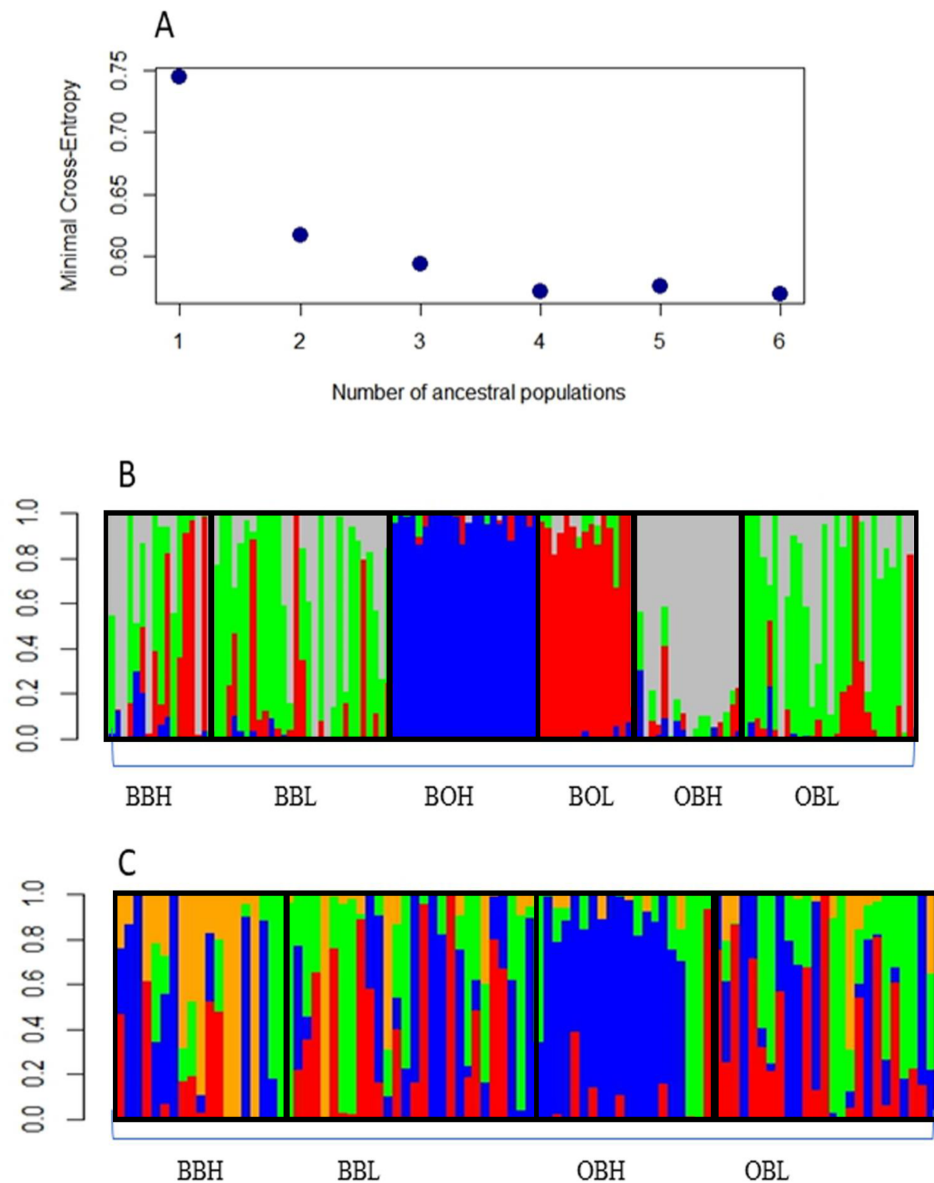 A
Minimal Cross-Entropy
0.75
0.70
0.65
0.60
1 2 3 4 5 6
Number of ancestral populations
B
1.0
0.8
0.6
0.4
0.2
0.0
BBH BBL BOH BOL OBH OBL
C
1.0
0.8
0.6
0.4
0.2
0.0
BBH BBL OBH OBL